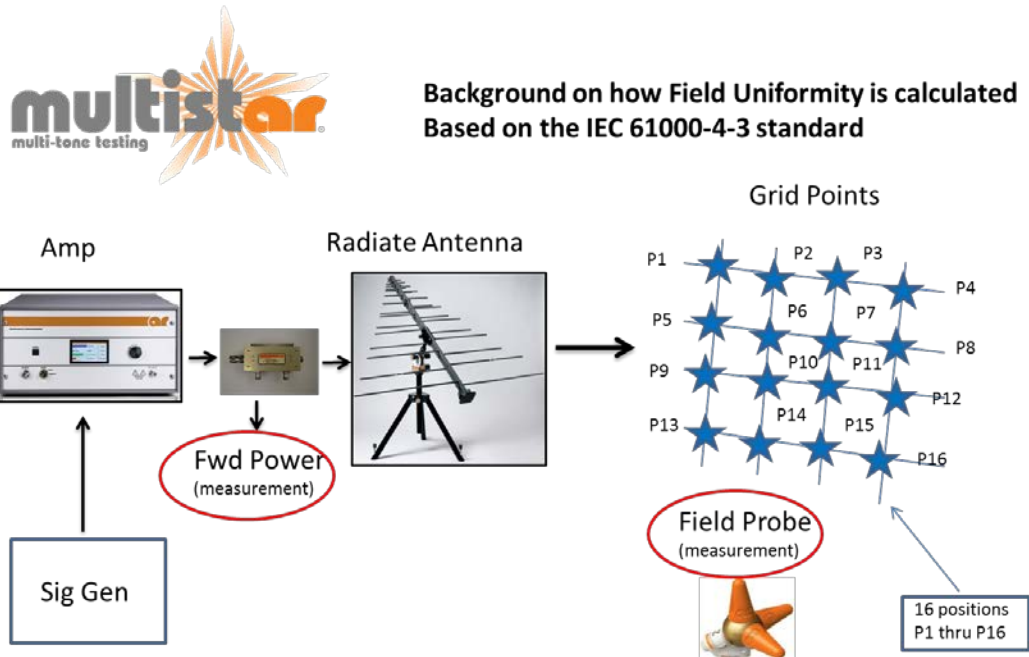 multistar
multi-tone testing
Background on how Field Uniformity is calculated
Based on the IEC 61000-4-3 standard
Grid Points
Amp
Radiate Antenna
P1
P2
P3
P4
P5
P6
P7
P8
P9
P10
P11
P12
P13
P14
P15
P16
ar
Fwd Power
(measurement)
Field Probe
(measurement)
Sig Gen
16 positions
P1 thru P16